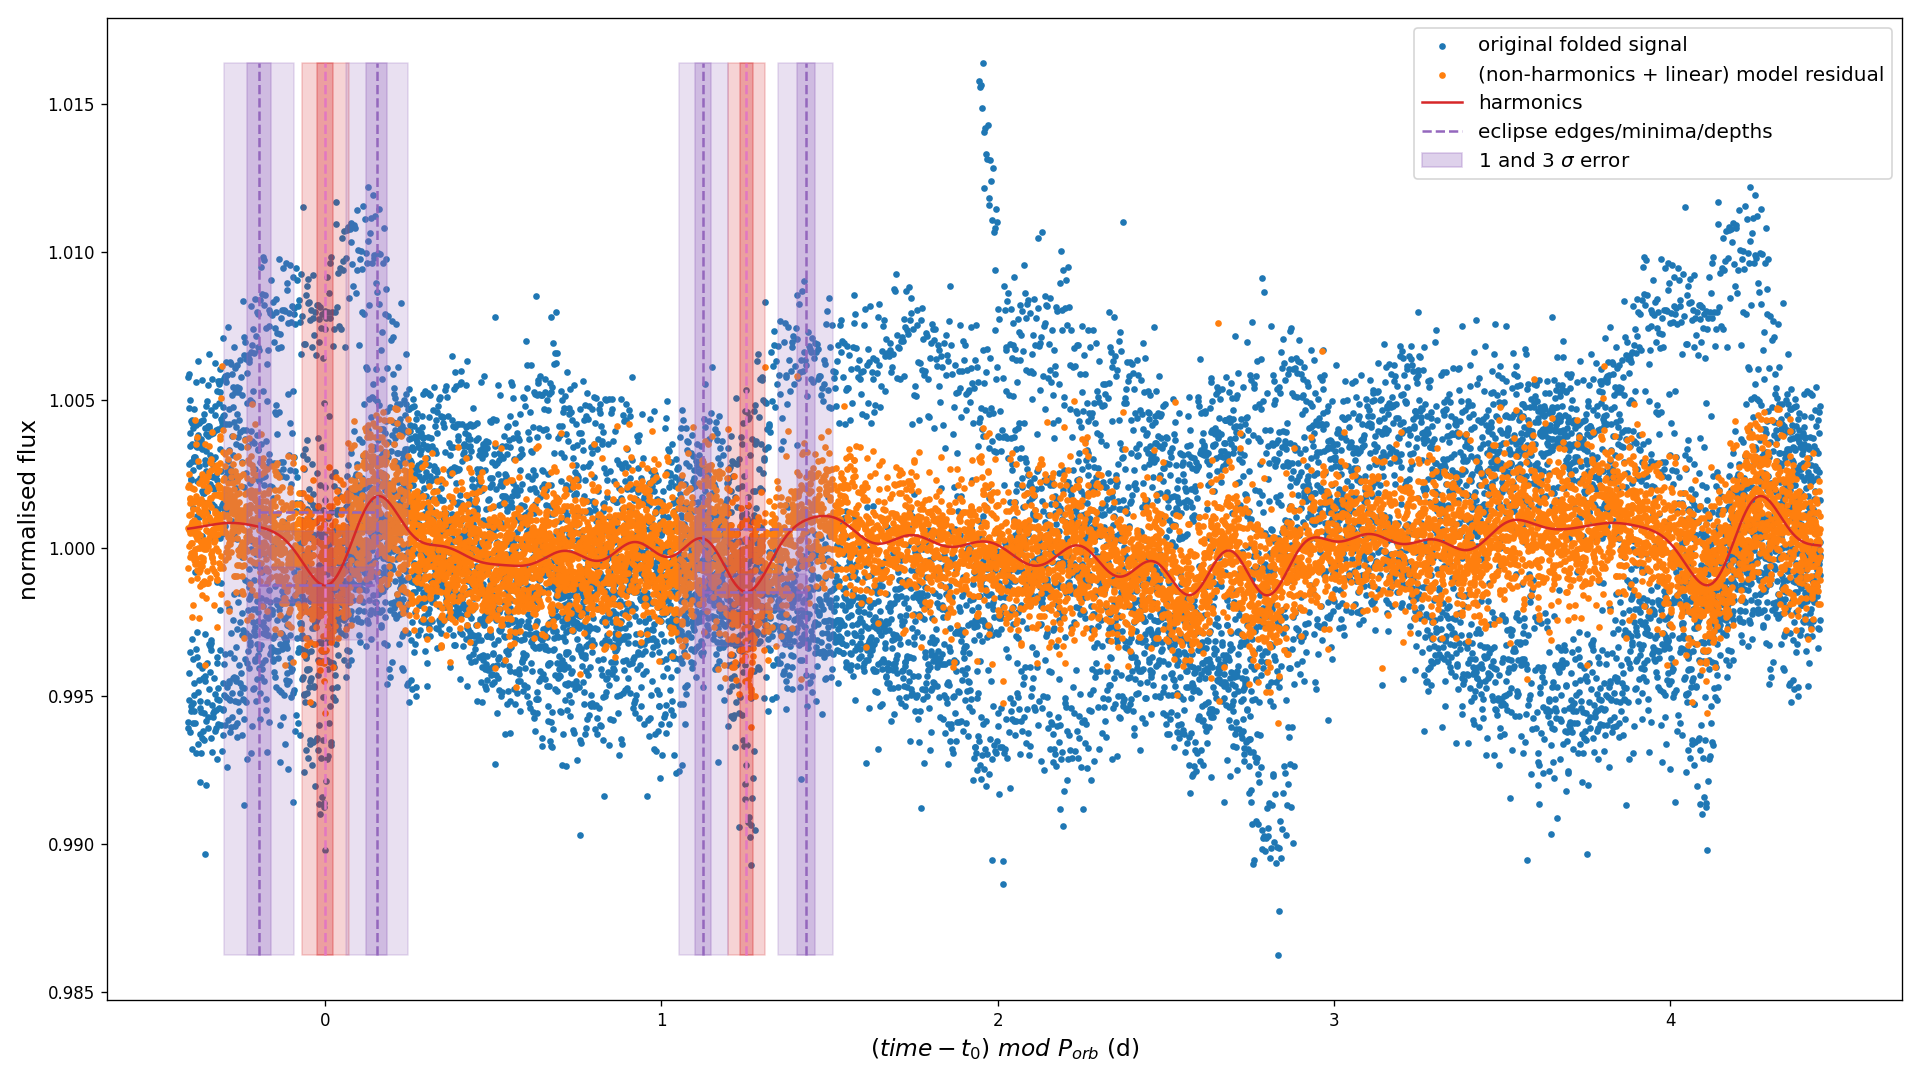 original folded signal
(non-harmonics + linear) model residual
harmonics
eclipse edges/minima/depths
1 and 3 σ error
normalised flux
1.015
1.010
1.005
1.000
0.995
0.990
0.985
0 1 2 3 4
(time − t₀) mod Pₒᵣb (d)